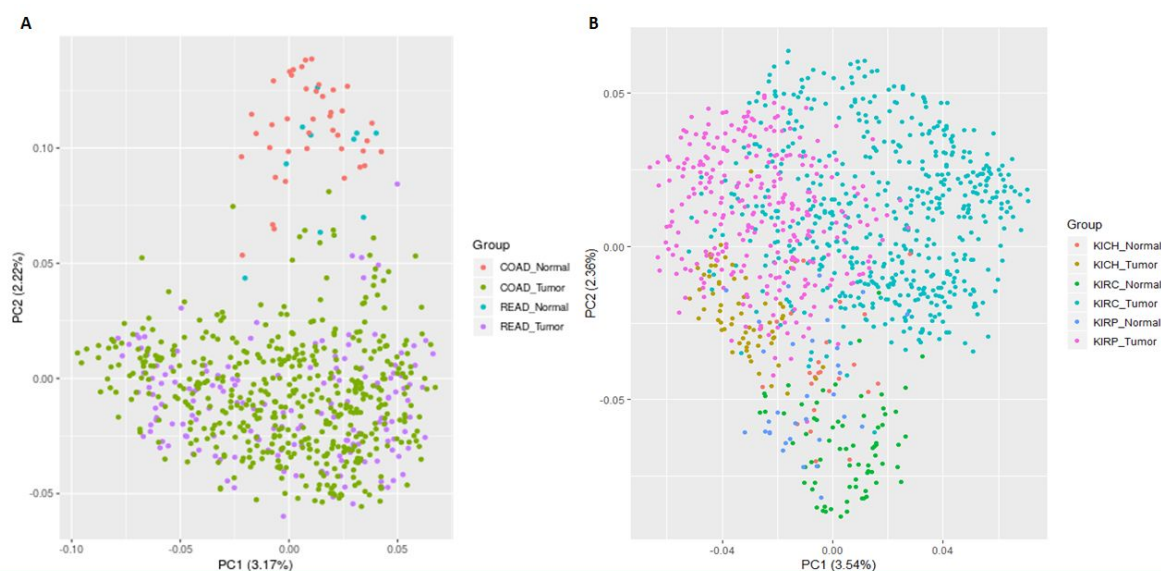 A
0.10
0.05
0.00
-0.05
PC2 (2.22%)
-0.10
-0.05
0.00
0.05
PC1 (3.17%)
Group
COAD_Normal
COAD_Tumor
READ_Normal
READ_Tumor
B
0.05
0.00
-0.05
PC2 (2.36%)
-0.04
0.00
0.04
PC1 (3.54%)
Group
KICH_Normal
KICH_Tumor
KIRC_Normal
KIRC_Tumor
KIRP_Normal
KIRP_Tumor